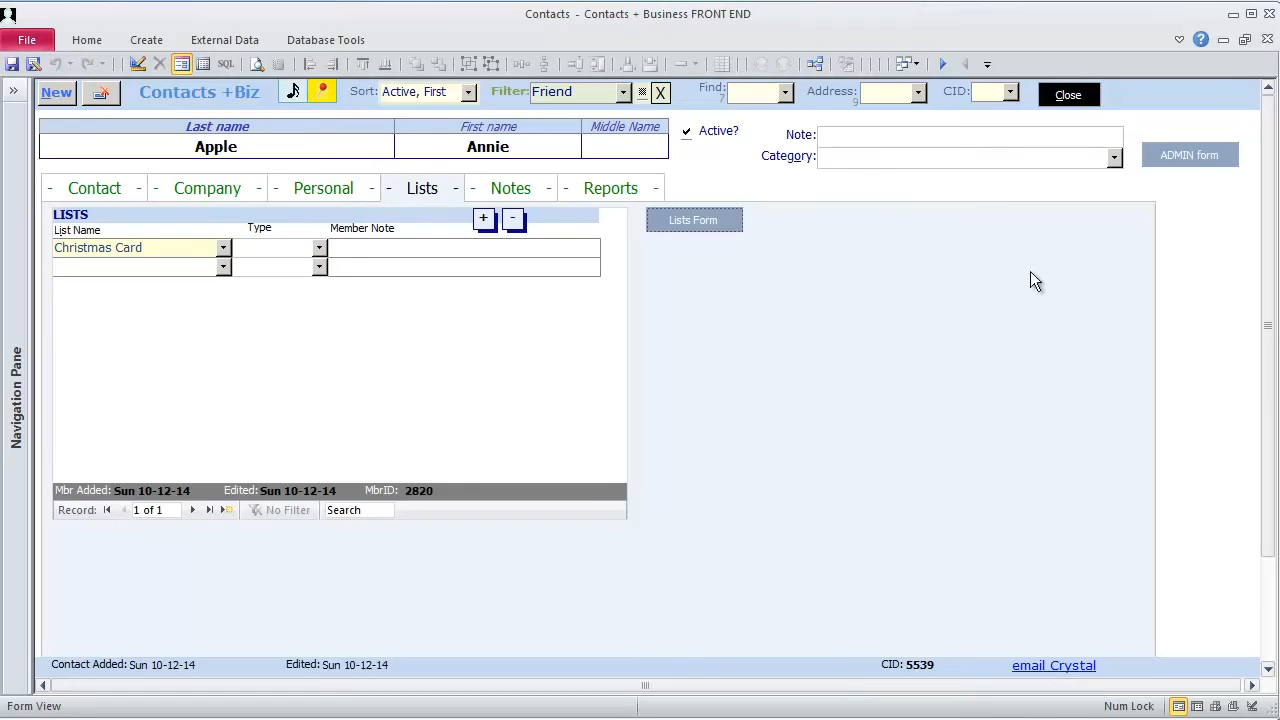 Contacts - Contacts + Business FRONT END
File Home Create External Data Database Tools
SQL
New Contacts +Biz Sort: Active, First Filter: Friend X Find: 7 Address: 9 CID: Close
Last name First name Middle Name
Apple Annie
Active?
Note:
Category:
ADMIN form
- Contact - Company - Personal - Lists - Notes - Reports -
LISTS + -
List Name Type Member Note
Christmas Card
Lists Form
Navigation Pane
Mbr Added: Sun 10-12-14 Edited: Sun 10-12-14 MbrID: 2820
Record: 1 of 1 No Filter Search
Contact Added: Sun 10-12-14 Edited: Sun 10-12-14 CID: 5539 email Crystal
Form View Num Lock